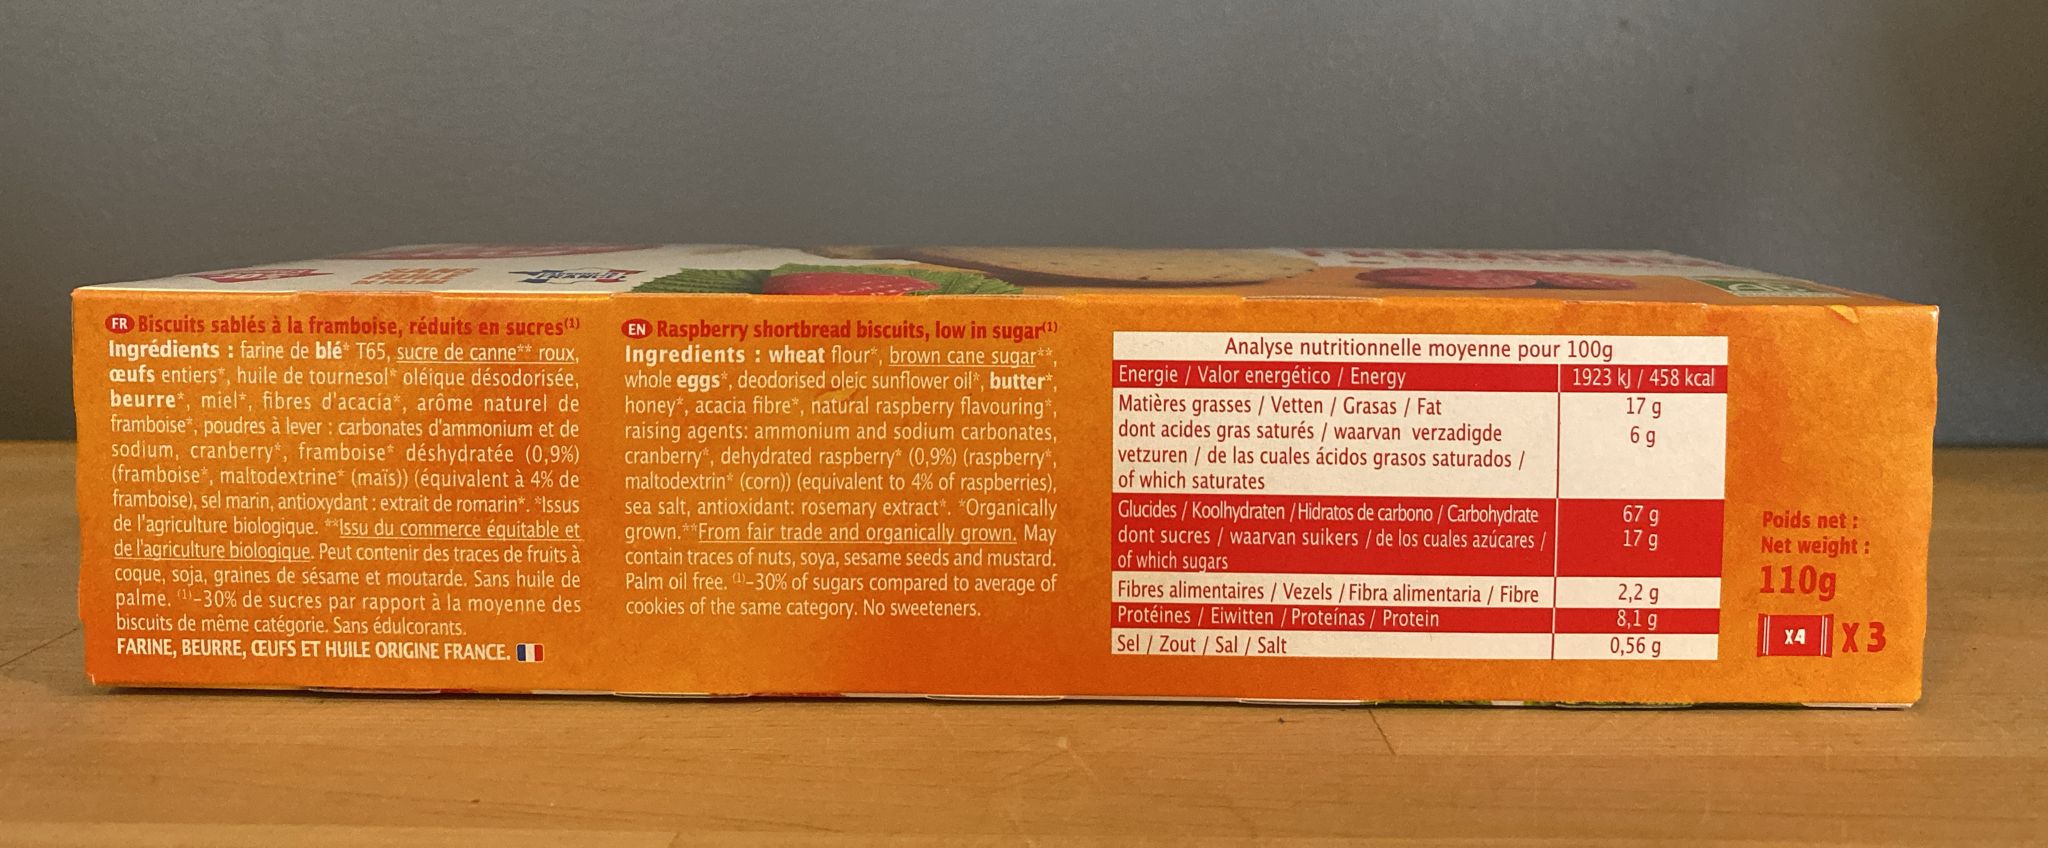 FR Biscuits sablés à la framboise, réduits en sucres(1)
Ingrédients : farine de blé* T65, sucre de canne** roux,
œufs entiers*, huile de tournesol* oléique désodorisée,
beurre*, miel*, fibres d'acacia*, arôme naturel de
framboise*, poudres à lever : carbonates d'ammonium et de
sodium, cranberry*, framboise* déshydratée (0,9%)
(framboise*, maltodextrine* (maïs)) (équivalent à 4% de
framboise), sel marin, antioxydant : extrait de romarin*. *Issus
de l'agriculture biologique. **Issu du commerce équitable et
de l'agriculture biologique. Peut contenir des traces de fruits à
coque, soja, graines de sésame et moutarde. Sans huile de
palme. (1)-30% de sucres par rapport à la moyenne des
biscuits de même catégorie. Sans édulcorants.
FARINE, BEURRE, ŒUFS ET HUILE ORIGINE FRANCE.
EN Raspberry shortbread biscuits, low in sugar(1)
Ingredients : wheat flour*, brown cane sugar**,
whole eggs*, deodorised oleic sunflower oil*, butter*,
honey*, acacia fibre*, natural raspberry flavouring*,
raising agents: ammonium and sodium carbonates,
cranberry*, dehydrated raspberry* (0,9%) (raspberry*,
maltodextrin* (corn)) (equivalent to 4% of raspberries),
sea salt, antioxidant: rosemary extract*. *Organically
grown.**From fair trade and organically grown. May
contain traces of nuts, soya, sesame seeds and mustard.
Palm oil free. (1)-30% of sugars compared to average of
cookies of the same category. No sweeteners.
Analyse nutritionnelle moyenne pour 100g
Energie / Valor energético / Energy 1923 kJ / 458 kcal
Matières grasses / Vetten / Grasas / Fat 17 g
dont acides gras saturés / waarvan verzadigde 6 g
vetzuren / de las cuales ácidos grasos saturados /
of which saturates
Glucides / Koolhydraten / Hidratos de carbono / Carbohydrate 67 g
dont sucres / waarvan suikers / de los cuales azúcares / 17 g
of which sugars
Fibres alimentaires / Vezels / Fibra alimentaria / Fibre 2,2 g
Protéines / Eiwitten / Proteínas / Protein 8,1 g
Sel / Zout / Sal / Salt 0,56 g
Poids net :
Net weight :
110g
X4 X 3